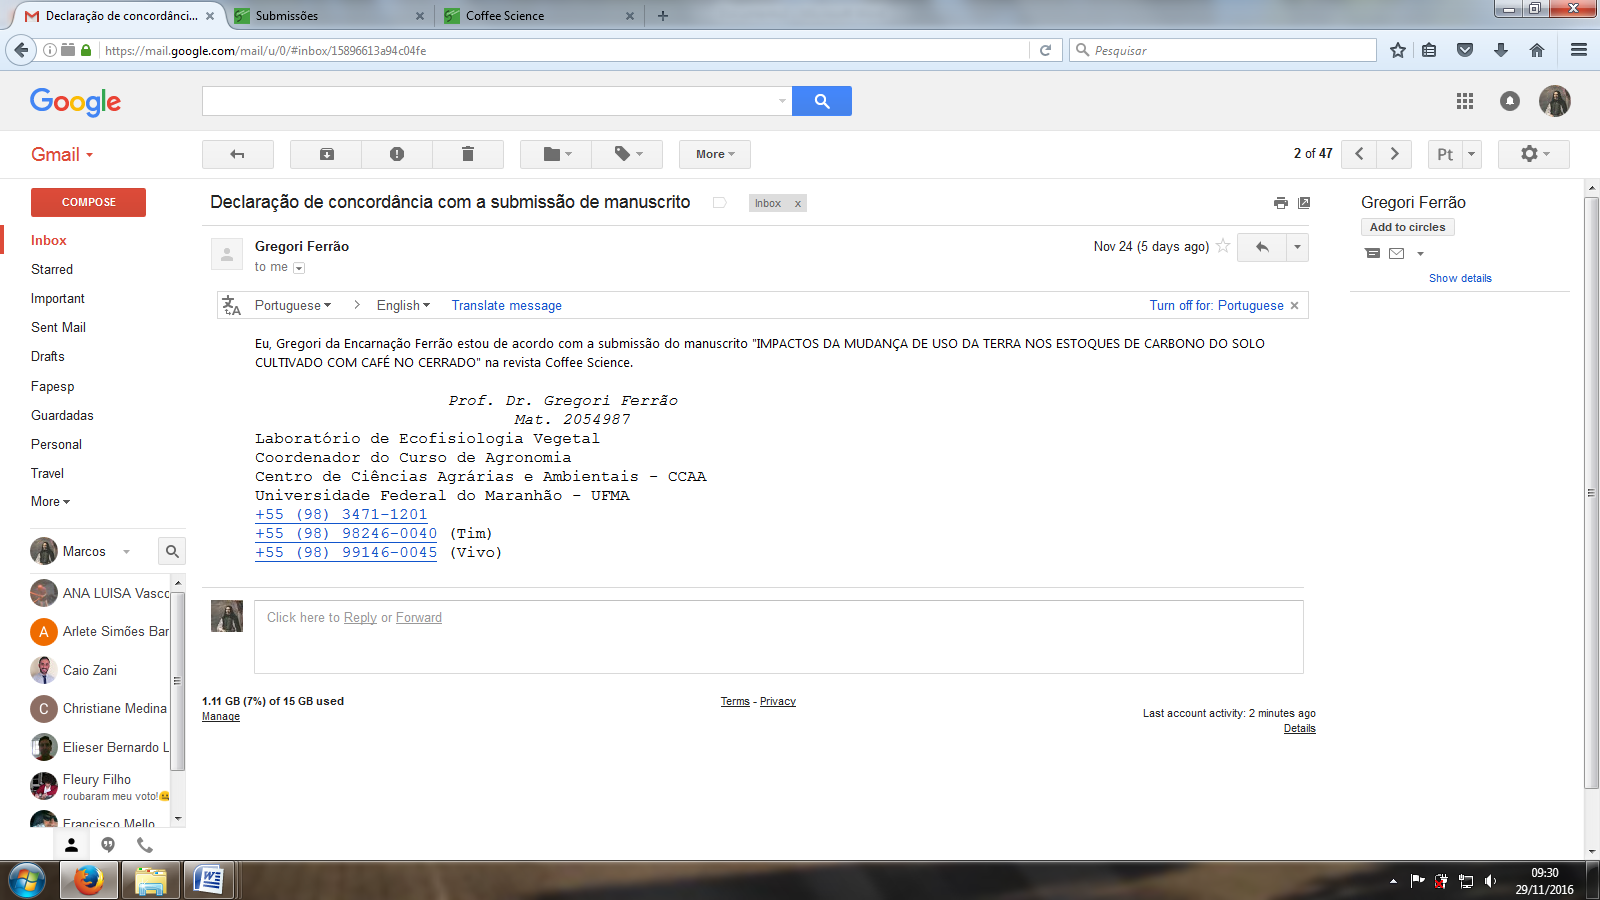 Declaração de concordânci...
Submissões
Coffee Science
https://mail.google.com/mail/u/0/#inbox/15896613a94c04fe
Pesquisar
Google
Gmail
More
2 of 47
Pt
COMPOSE
Inbox
Starred
Important
Sent Mail
Drafts
Fapesp
Guardadas
Personal
Travel
More
Declaração de concordância com a submissão de manuscrito
Inbox x
Gregori Ferrão
Add to circles
Show details
Gregori Ferrão
Nov 24 (5 days ago)
to me
Portuguese
English
Translate message
Turn off for: Portuguese
Eu, Gregori da Encarnação Ferrão estou de acordo com a submissão do manuscrito "IMPACTOS DA MUDANÇA DE USO DA TERRA NOS ESTOQUES DE CARBONO DO SOLO
CULTIVADO COM CAFÉ NO CERRADO" na revista Coffee Science.
Prof. Dr. Gregori Ferrão
Mat. 2054987
Laboratório de Ecofisiologia Vegetal
Coordenador do Curso de Agronomia
Centro de Ciências Agrárias e Ambientais - CCAA
Universidade Federal do Maranhão - UFMA
+55 (98) 3471-1201
+55 (98) 98246-0040 (Tim)
+55 (98) 99146-0045 (Vivo)
Click here to Reply or Forward
1.11 GB (7%) of 15 GB used
Manage
Terms - Privacy
Last account activity: 2 minutes ago
Details
Marcos
ANA LUISA Vasco
A
Arlete Simões Bar
Caio Zani
C
Christiane Medina
Elieser Bernardo L
Fleury Filho
roubaram meu voto!
Francisco Mello
09:30
29/11/2016